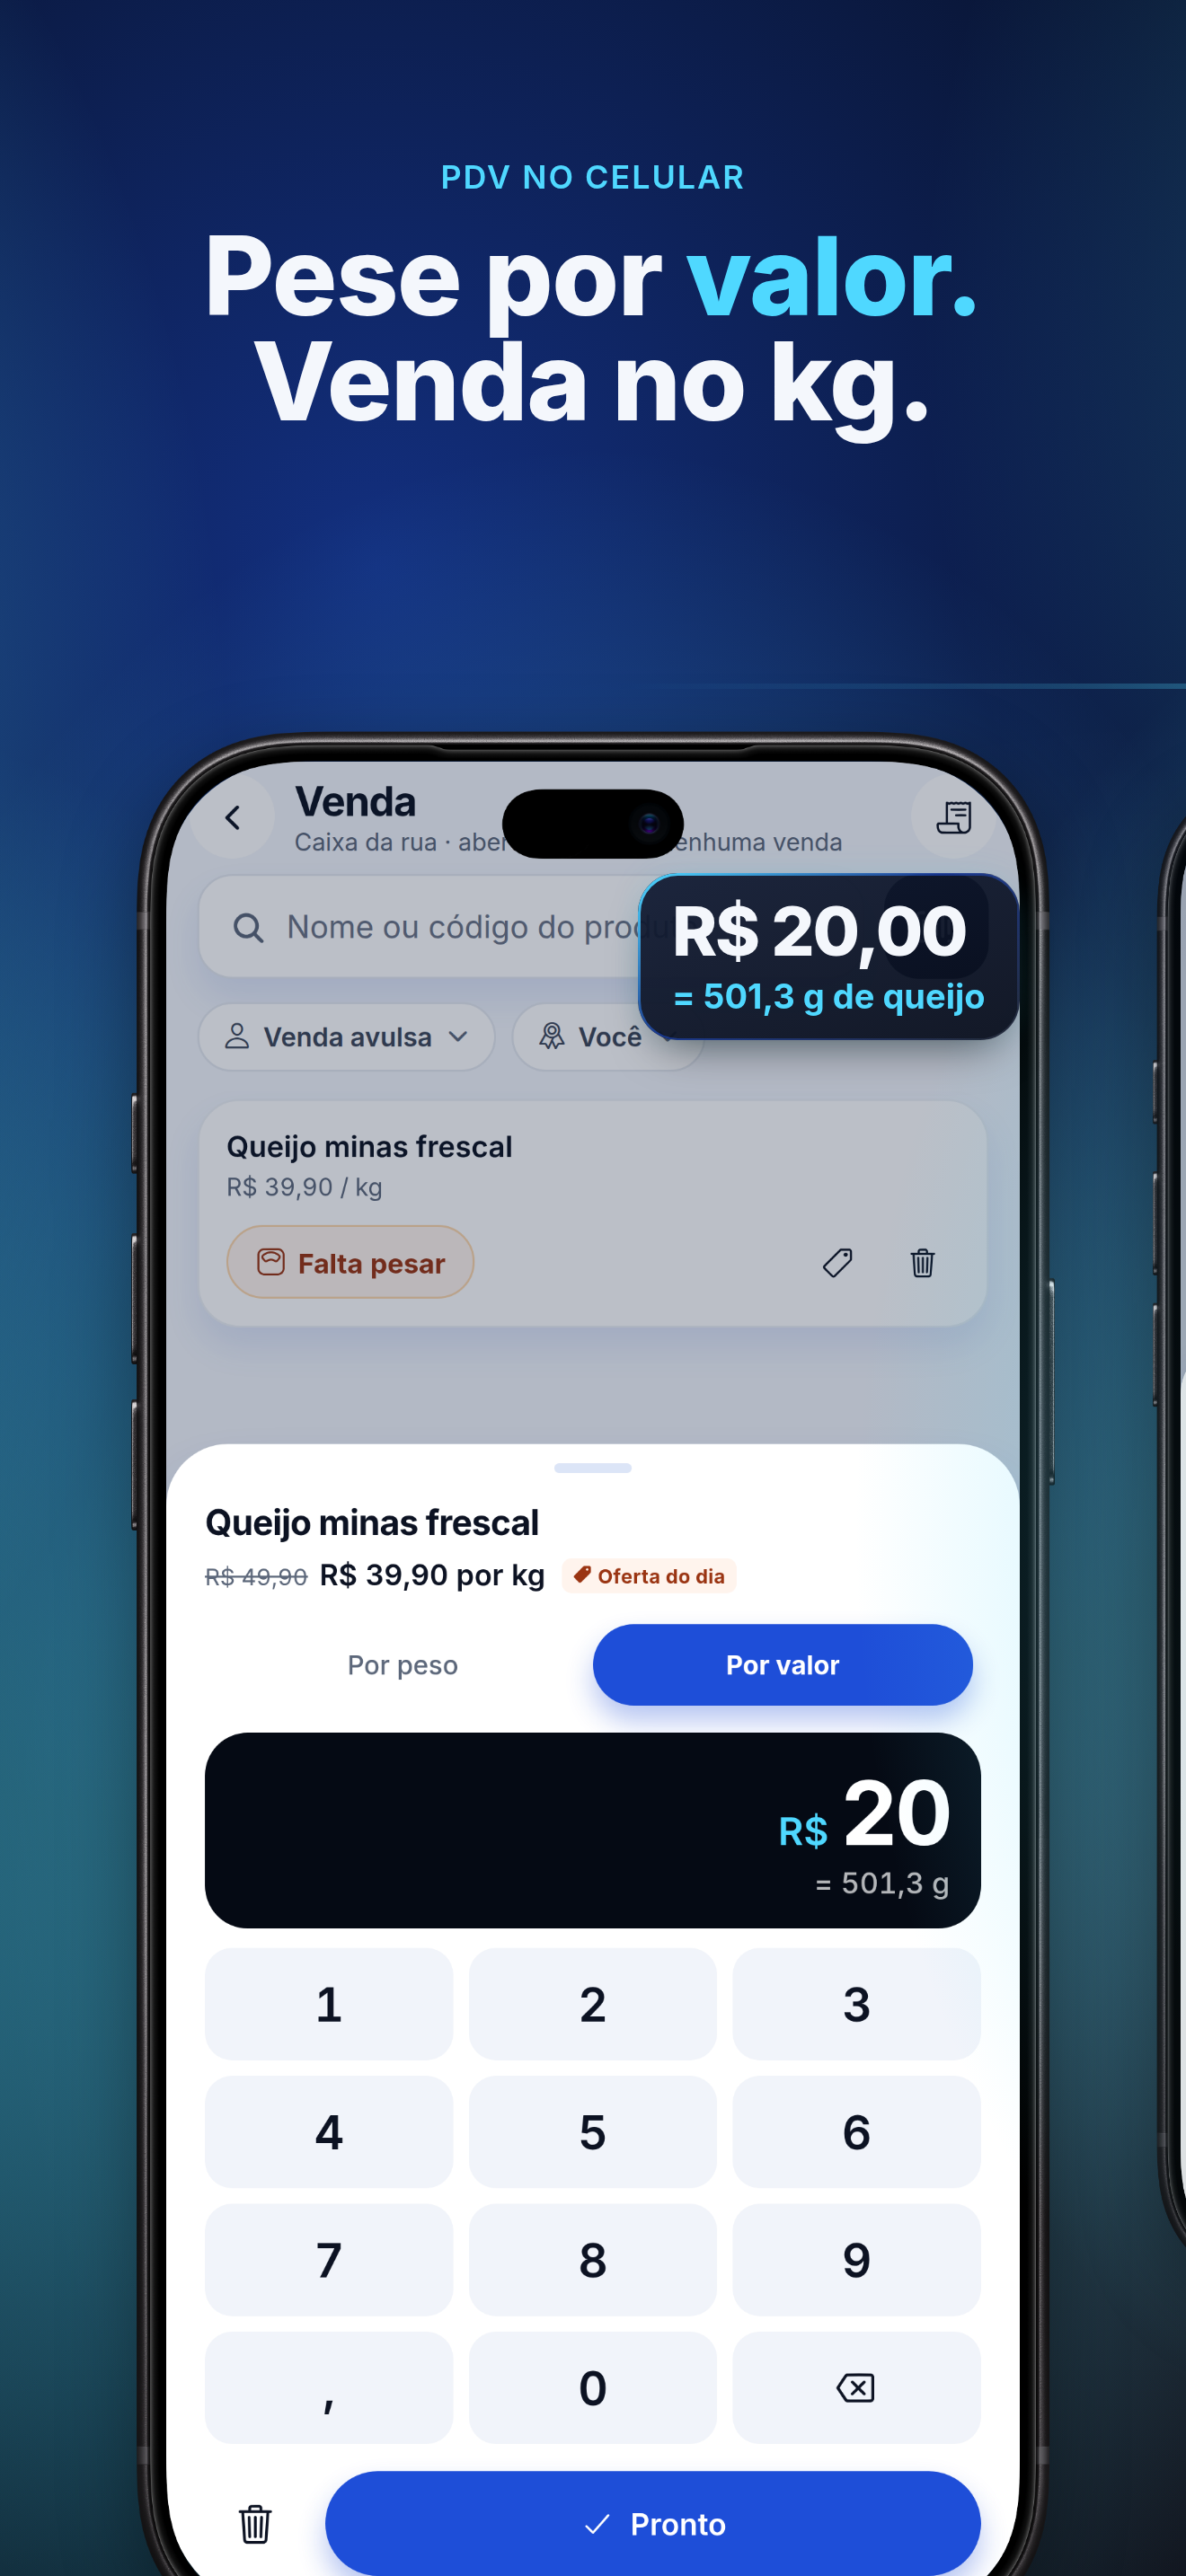 PDV NO CELULAR
Pese por valor.
Venda no kg.
Venda
Caixa da rua · aber
enhuma venda
Nome ou código do produ
R$ 20,00
= 501,3 g de queijo
Venda avulsa
Você
Queijo minas frescal
R$ 39,90 / kg
Falta pesar
Queijo minas frescal
R$ 49,90 R$ 39,90 por kg Oferta do dia
Por peso Por valor
R$ 20
= 501,3 g
1 2 3
4 5 6
7 8 9
, 0
Pronto